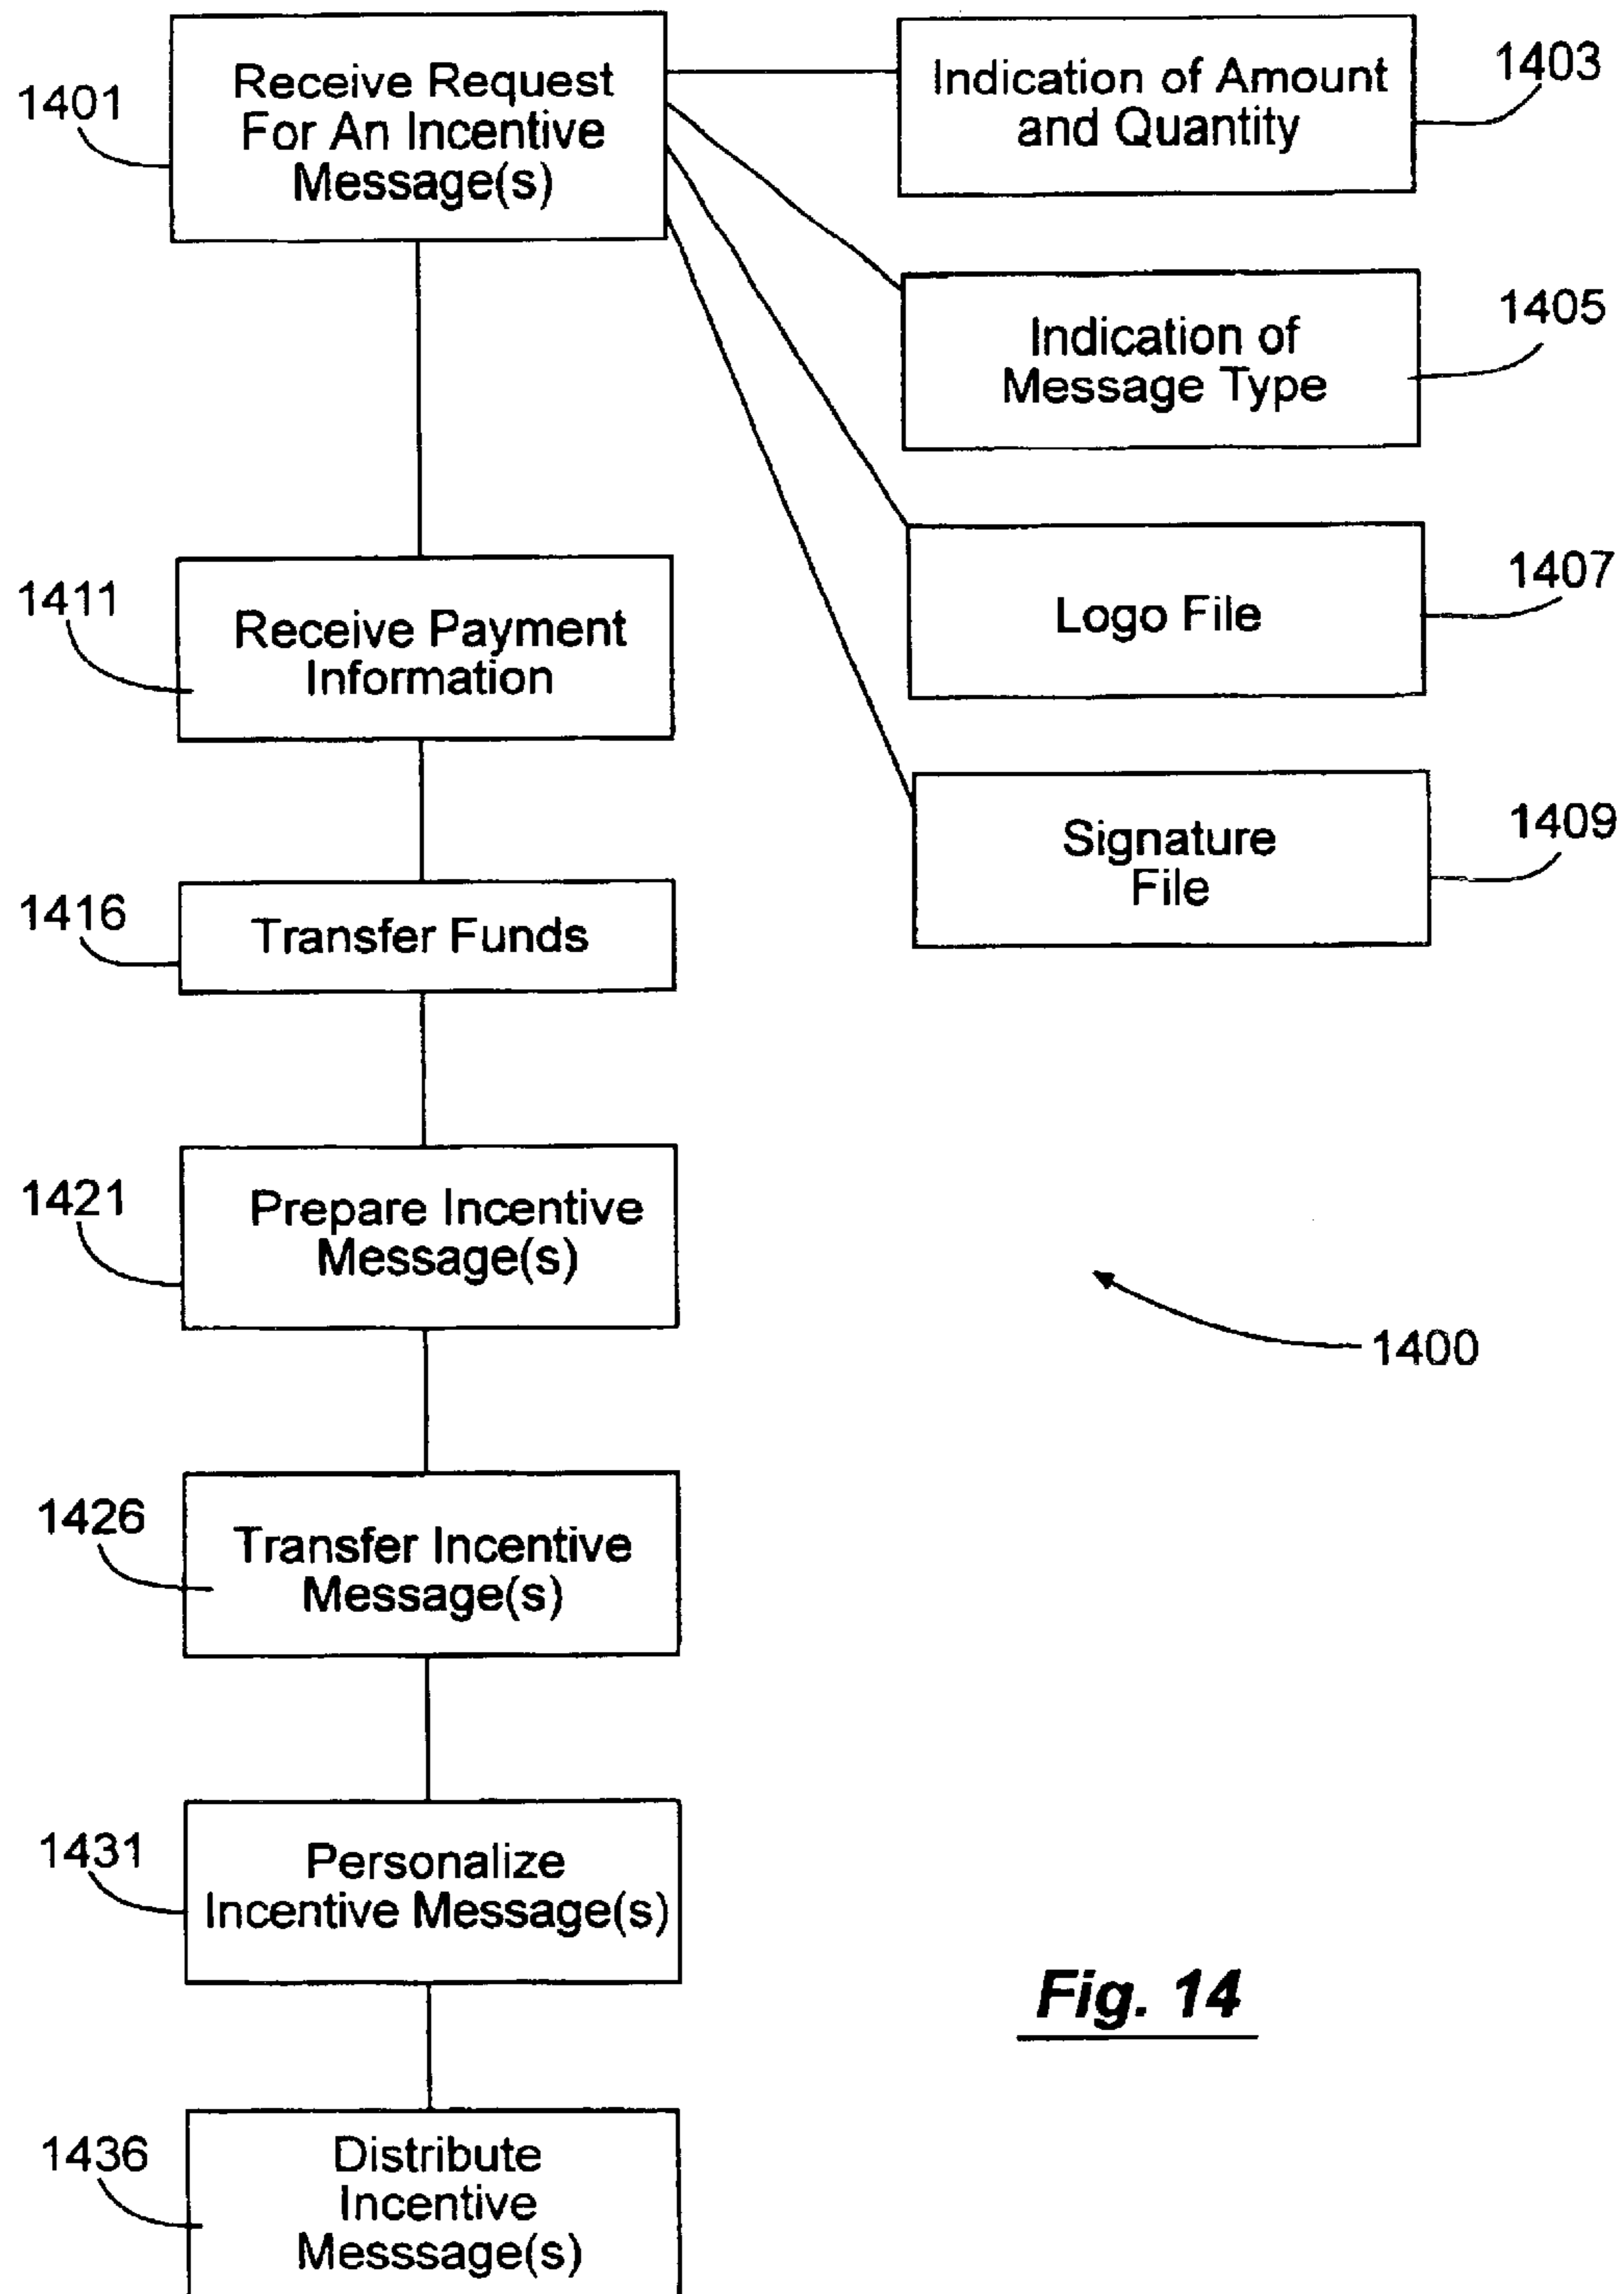 1401
Receive Request
For An Incentive
Message(s)
Indication of Amount
and Quantity
1403
Indication of
Message Type
1405
Logo File
1407
Signature
File
1409
1411
Receive Payment
Information
1416
Transfer Funds
1421
Prepare Incentive
Message(s)
1400
1426
Transfer Incentive
Message(s)
1431
Personalize
Incentive Message(s)
1436
Distribute
Incentive
Messsage(s)
Fig. 14